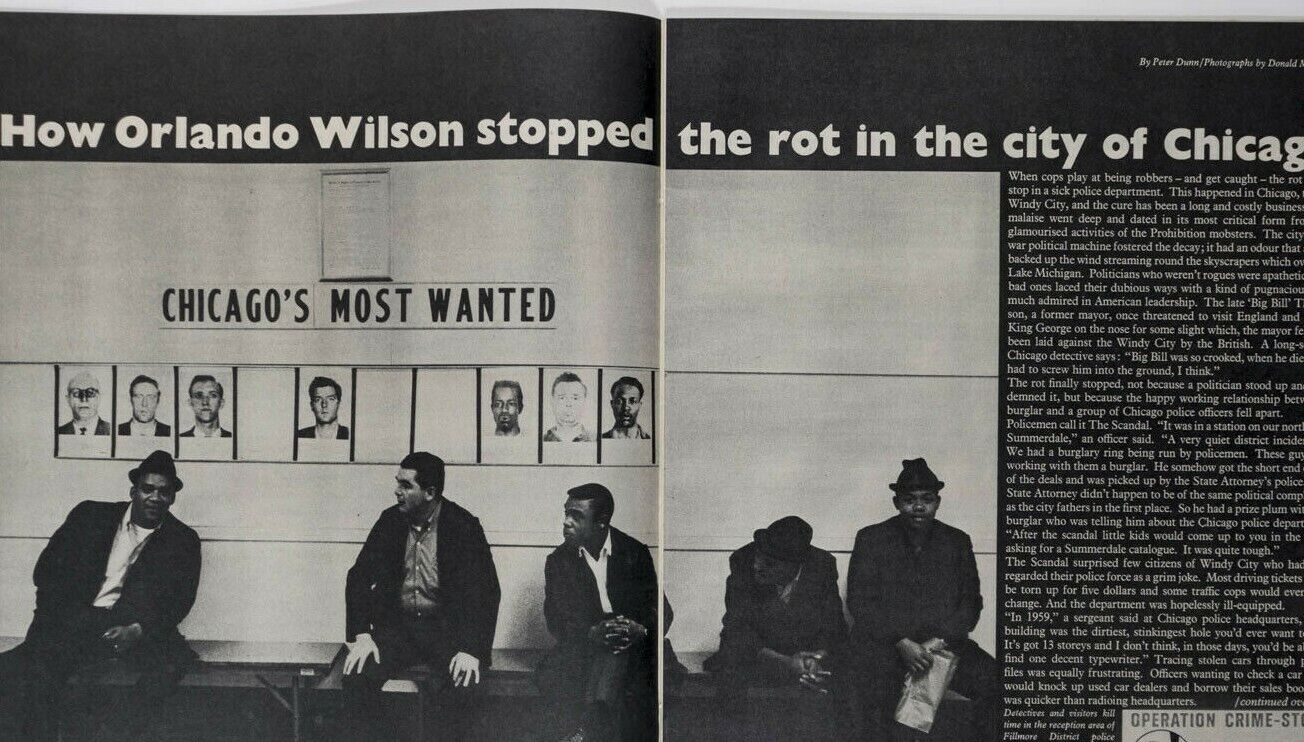 By Peter Dunn/Photographs by Donald M
How Orlando Wilson stopped the rot in the city of Chicag
CHICAGO'S MOST WANTED
When cops play at being robbers – and get caught – the rot
stop in a sick police department. This happened in Chicago,
Windy City, and the cure has been a long and costly business
malaise went deep and dated in its most critical form fro
glamourised activities of the Prohibition mobsters. The city
war political machine fostered the decay; it had an odour that
backed up the wind streaming round the skyscrapers which ov
Lake Michigan. Politicians who weren't rogues were apathetic
bad ones laced their dubious ways with a kind of pugnaciou
much admired in American leadership. The late 'Big Bill' T
son, a former mayor, once threatened to visit England and
King George on the nose for some slight which, the mayor fe
been laid against the Windy City by the British. A long-s
Chicago detective says: "Big Bill was so crooked, when he die
had to screw him into the ground, I think."
The rot finally stopped, not because a politician stood up an
demned it, but because the happy working relationship betw
burglar and a group of Chicago police officers fell apart.
Policemen call it The Scandal. "It was in a station on our nort
Summerdale," an officer said. "A very quiet district incide
We had a burglary ring being run by policemen. These guy
working with them a burglar. He somehow got the short end
of the deals and was picked up by the State Attorney's police
State Attorney didn't happen to be of the same political comp
as the city fathers in the first place. So he had a prize plum wi
burglar who was telling him about the Chicago police depart
"After the scandal little kids would come up to you in the
asking for a Summerdale catalogue. It was quite tough."
The Scandal surprised few citizens of Windy City who had
regarded their police force as a grim joke. Most driving tickets
be torn up for five dollars and some traffic cops would ever
change. And the department was hopelessly ill-equipped.
"In 1959," a sergeant said at Chicago police headquarters,
building was the dirtiest, stinkingest hole you'd ever want t
It's got 13 storeys and I don't think, in those days, you'd be a
find one decent typewriter." Tracing stolen cars through p
files was equally frustrating. Officers wanting to check a car
would knock up used car dealers and borrow their sales boo
was quicker than radioing headquarters. /continued ove
Detectives and visitors kill
time in the reception area of
Fillmore District police
OPERATION CRIME-STO